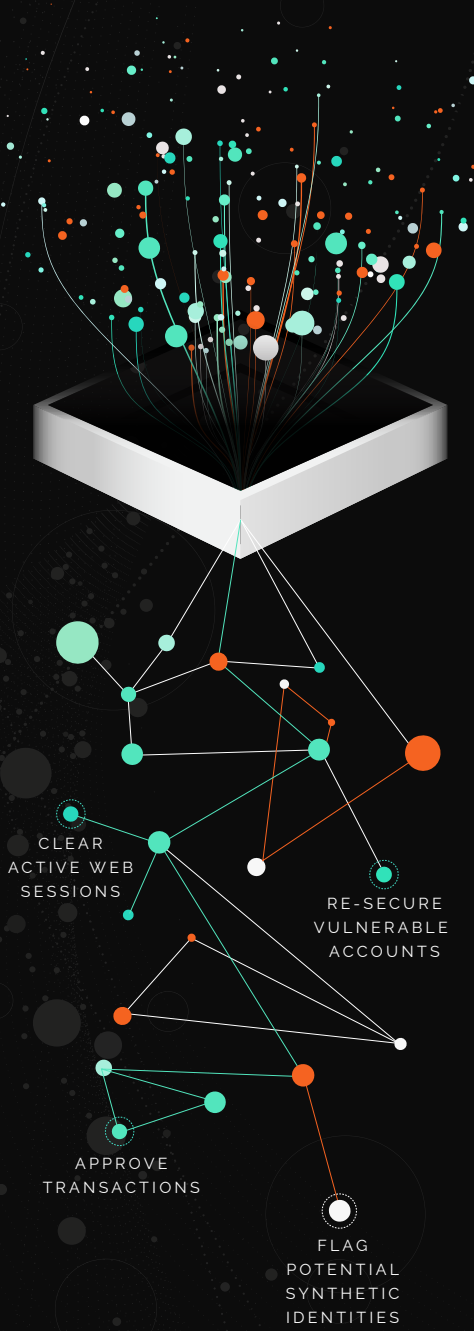 CLEAR
ACTIVE WEB
SESSIONS
RE-SECURE
VULNERABLE
ACCOUNTS
APPROVE
TRANSACTIONS
FLAG
POTENTIAL
SYNTHETIC
IDENTITIES